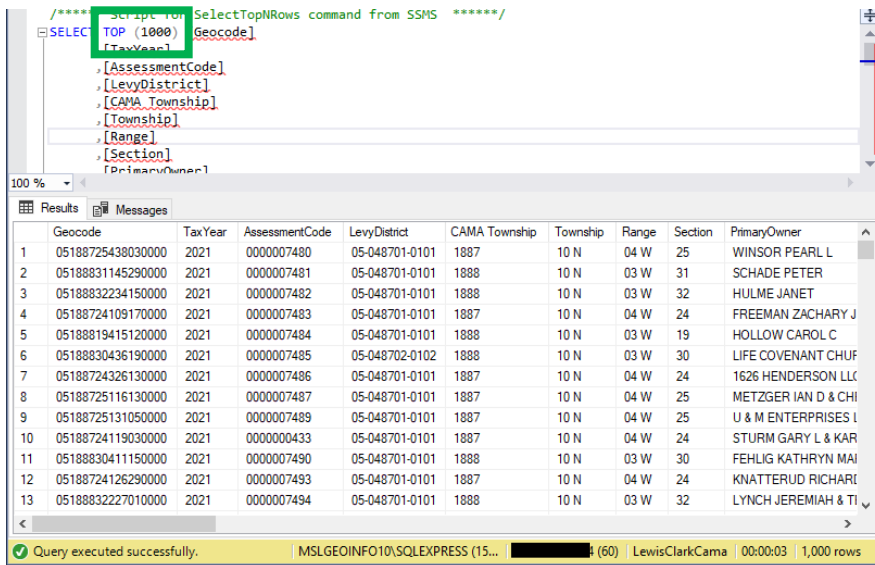 /***** Script for SelectTopNRows command from SSMS ******/
SELECT TOP (1000) [Geocode]
,[TaxYear]
,[AssessmentCode]
,[LevyDistrict]
,[CAMA Township]
,[Township]
,[Range]
,[Section]
,[PrimaryOwner]
100 %
Results Messages
Geocode TaxYear AssessmentCode LevyDistrict CAMA Township Township Range Section PrimaryOwner
1 05188725438030000 2021 0000007480 05-048701-0101 1887 10 N 04 W 25 WINSOR PEARL L
2 05188831145290000 2021 0000007481 05-048701-0101 1888 10 N 03 W 31 SCHADE PETER
3 05188832234150000 2021 0000007482 05-048701-0101 1888 10 N 03 W 32 HULME JANET
4 05188724109170000 2021 0000007483 05-048701-0101 1887 10 N 04 W 24 FREEMAN ZACHARY J
5 05188819415120000 2021 0000007484 05-048701-0101 1888 10 N 03 W 19 HOLLOW CAROL C
6 05188830436190000 2021 0000007485 05-048702-0102 1888 10 N 03 W 30 LIFE COVENANT
7 05188724326130000 2021 0000007486 05-048701-0101 1887 10 N 04 W 24 1626 HENDERSON
8 05188725116130000 2021 0000007487 05-048701-0101 1887 10 N 04 W 25 METZGER IAN D &
9 05188725131050000 2021 0000007489 05-048701-0101 1887 10 N 04 W 25 U & M ENTERPRISES
10 05188724119030000 2021 0000000433 05-048701-0101 1887 10 N 04 W 24 STURM GARY L & KAR
11 05188830411150000 2021 0000007490 05-048701-0101 1888 10 N 03 W 30 FEHLIG KATHRYN
12 05188724126290000 2021 0000007493 05-048701-0101 1887 10 N 04 W 24 KNATTERUD
13 05188832227010000 2021 0000007494 05-048701-0101 1888 10 N 03 W 32 LYNCH JEREMIAH &
Query executed successfully. MSLGEOINFO10\SQLEXPRESS (15... (60) LewisClarkCama 00:00:03 1,000 rows